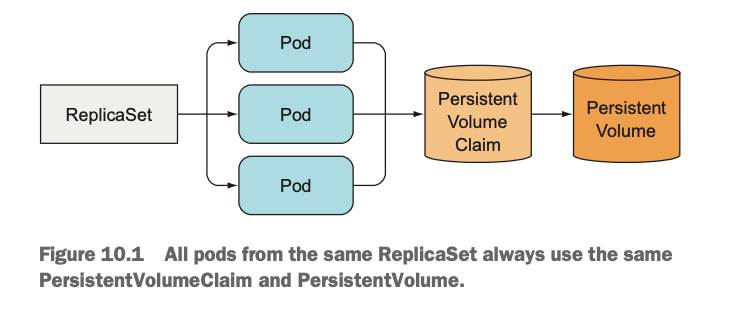 Pod
ReplicaSet
Pod
Pod
Persistent
Volume
Claim
Persistent
Volume
Figure 10.1 All pods from the same ReplicaSet always use the same
PersistentVolumeClaim and PersistentVolume.